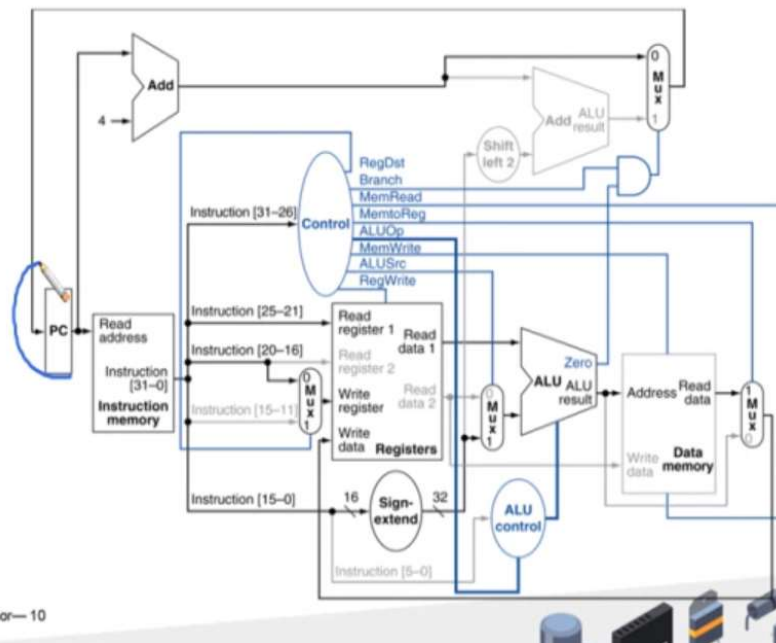 Add
4
Add ALU result
0
Mux
1
Shift left 2
RegDst
Branch
MemRead
MemtoReg
ALUOp
MemWrite
ALUSrc
RegWrite
Control
Instruction [31–26]
Instruction [25–21]
Instruction [20–16]
Instruction [15–11]
Instruction [15–0]
PC
Read address
Instruction [31–0]
Instruction memory
0
Mux
1
Read register 1
Read data 1
Read register 2
Write register
Read data 2
Write data
Registers
0
Mux
1
Zero
ALU
ALU result
Address
Read data
Write data
Data memory
1
Mux
0
16
Sign-extend
32
ALU control
Instruction [5–0]
or— 10